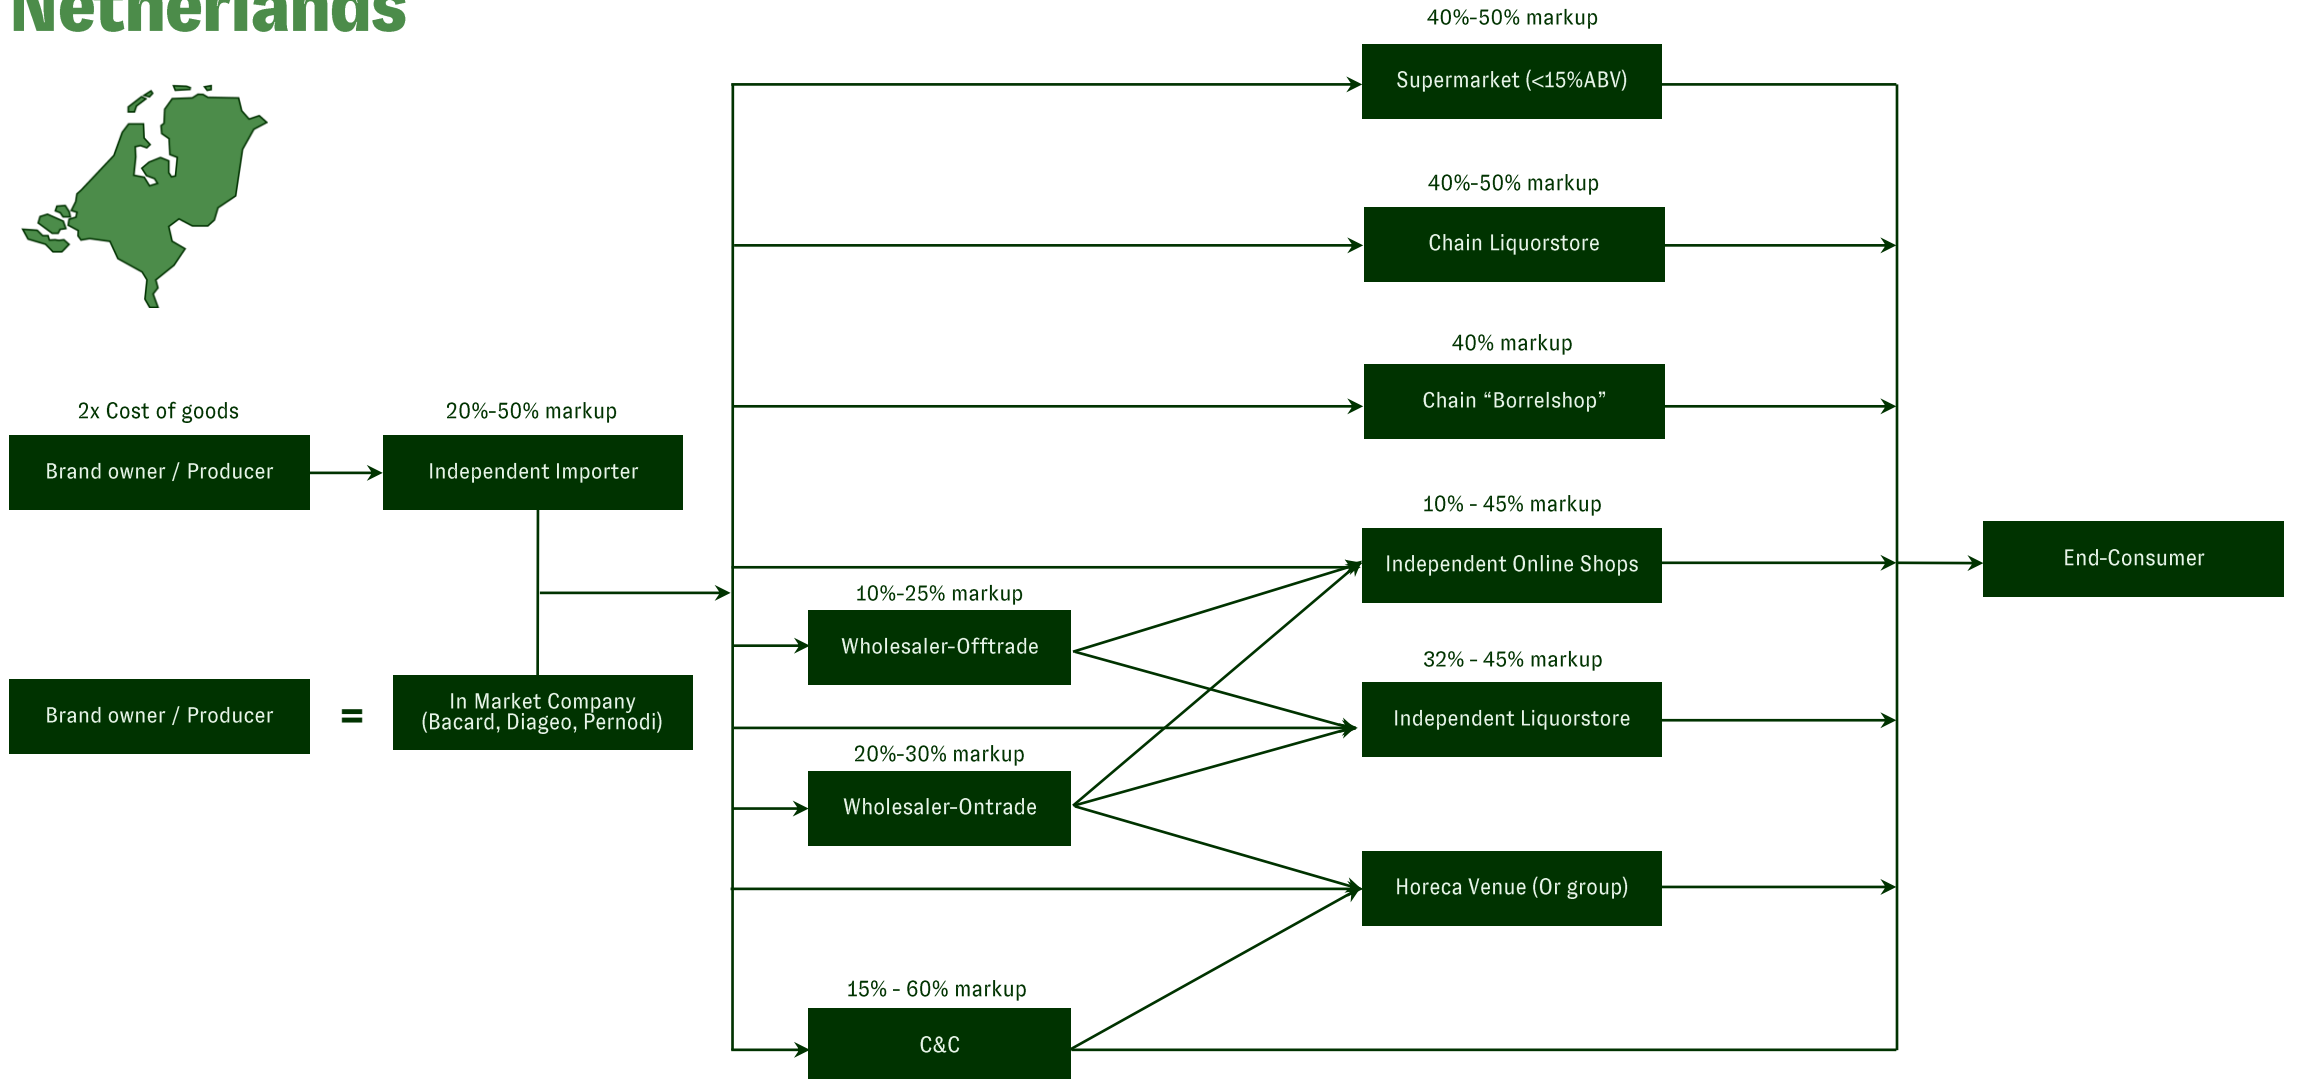 Netherlands
40%-50% markup
Supermarket (<15%ABV)
40%-50% markup
Chain Liquorstore
40% markup
Chain “Borrelshop”
2x Cost of goods
20%-50% markup
Brand owner / Producer
Independent Importer
10% - 45% markup
Independent Online Shops
End-Consumer
10%-25% markup
Wholesaler-Offtrade
32% - 45% markup
Independent Liquorstore
Brand owner / Producer
=
In Market Company
(Bacard, Diageo, Pernodi)
20%-30% markup
Wholesaler-Ontrade
Horeca Venue (Or group)
15% - 60% markup
C&C